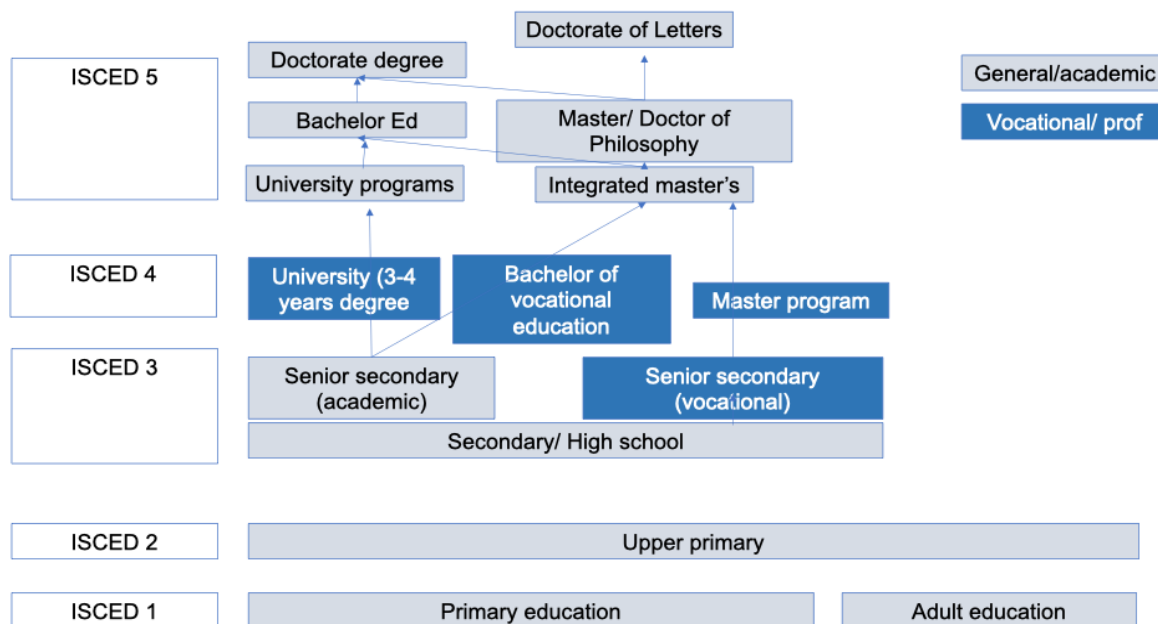 Doctorate of Letters
ISCED 5
Doctorate degree
General/academic
Bachelor Ed
Master/ Doctor of
Philosophy
Vocational/ prof
University programs
Integrated master's
ISCED 4
University (3-4
years degree
Bachelor of
vocational
education
Master program
ISCED 3
Senior secondary
(academic)
Senior secondary
(vocational)
Secondary/ High school
ISCED 2
Upper primary
ISCED 1
Primary education
Adult education